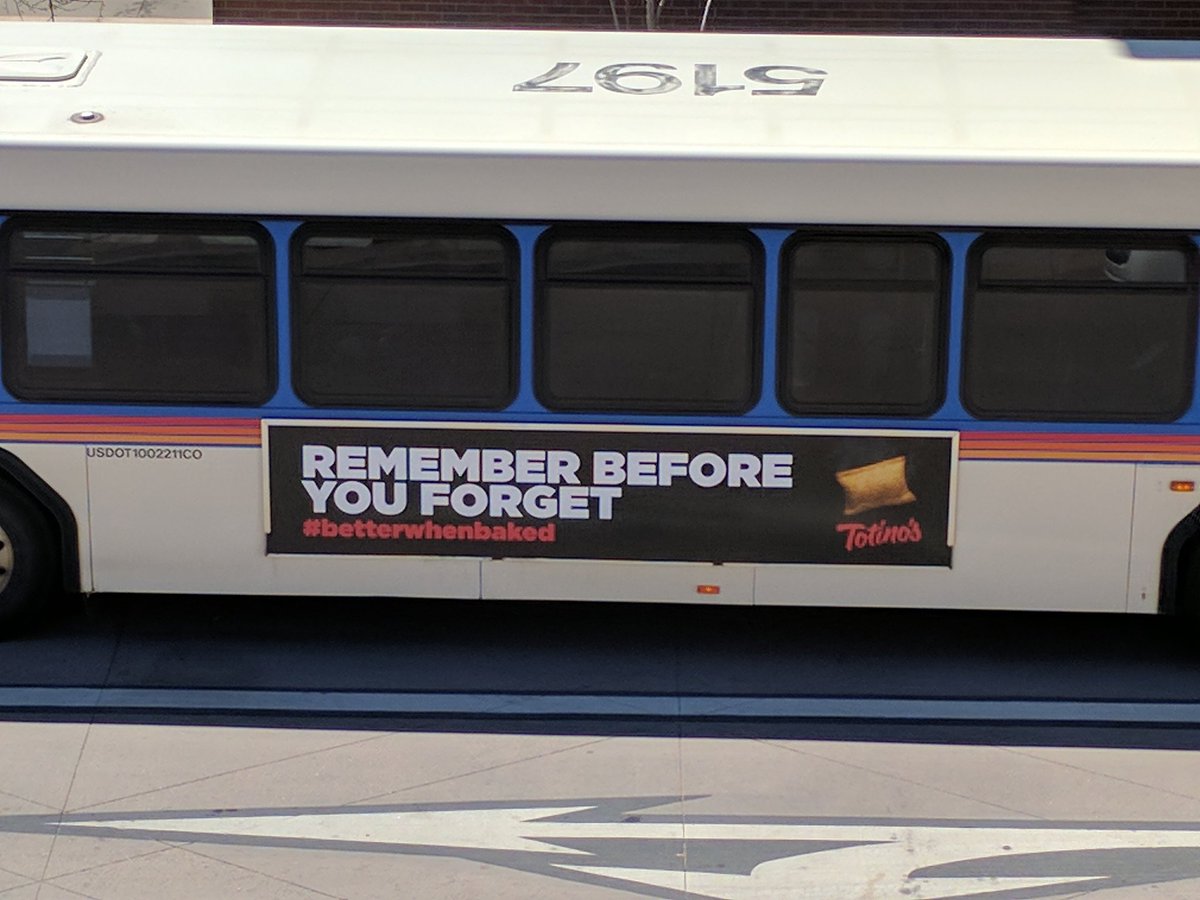 5197
USDOT1002211CO
REMEMBER BEFORE
YOU FORGET
#betterwhenbaked
Totino's